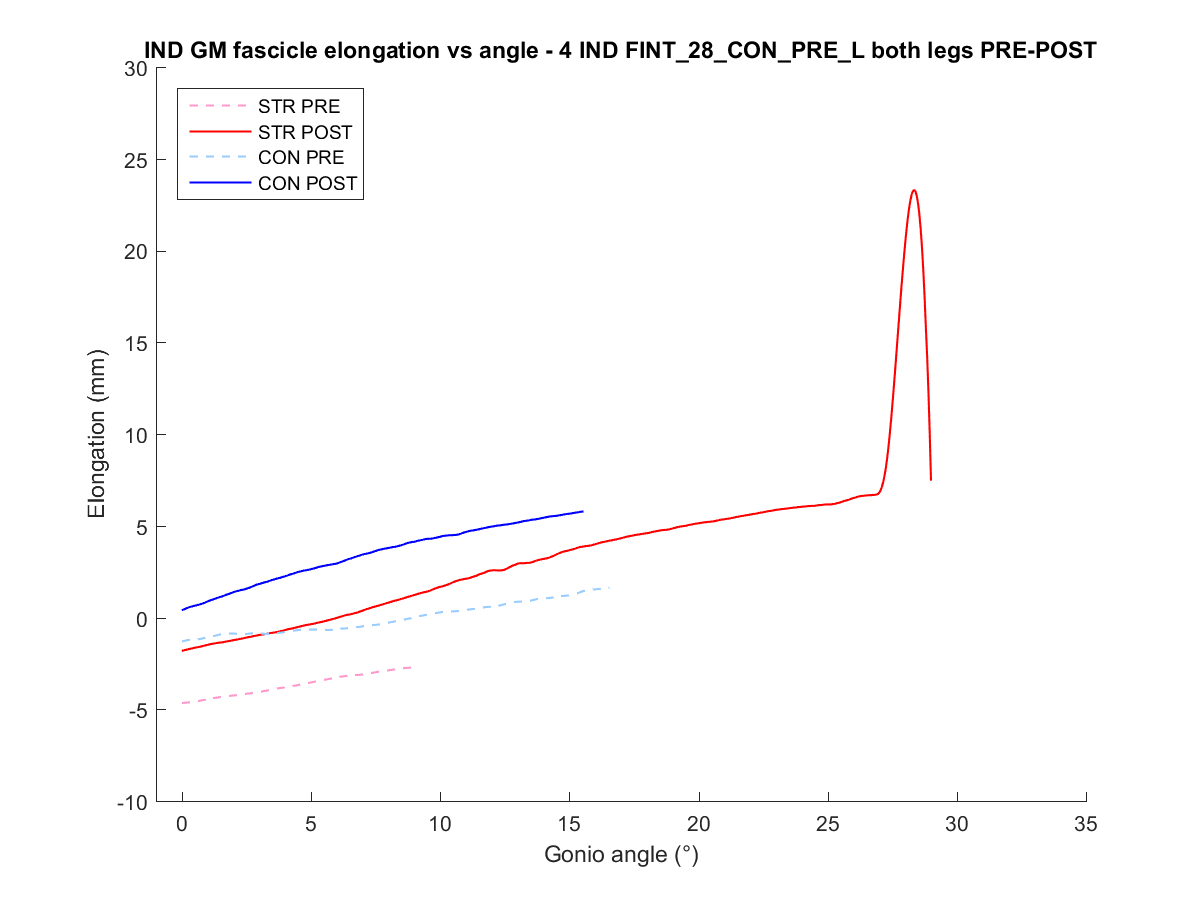 IND GM fascicle elongation vs angle - 4 IND FINT_28_CON_PRE_L both legs PRE-POST
30
25
20
15
10
5
0
-5
-10
Elongation (mm)
STR PRE
STR POST
CON PRE
CON POST
0 5 10 15 20 25 30 35
Gonio angle (°)